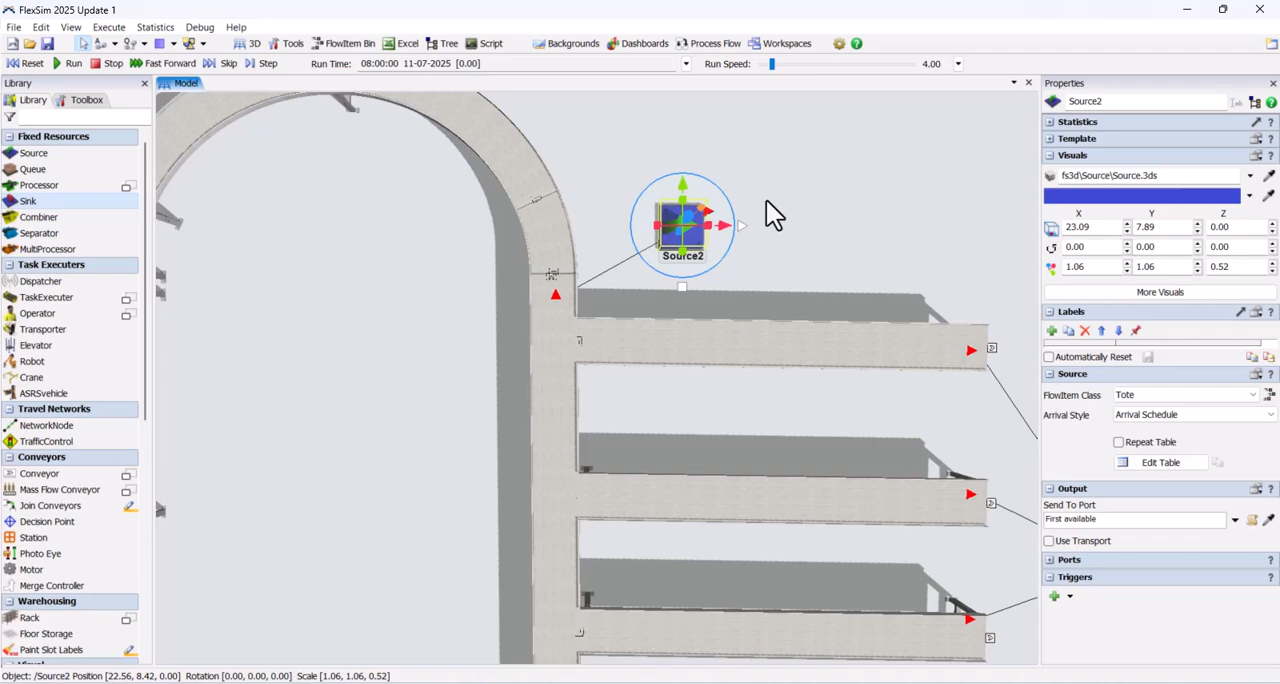 FlexSim 2025 Update 1
File Edit View Execute Statistics Debug Help
3D Tools FlowItem Bin Excel Tree Script Backgrounds Dashboards Process Flow Workspaces
Reset Run Stop Fast Forward Skip Step Run Time: 08:00:00 11-07-2025 [0.00] Run Speed: 4.00
Library
Library Toolbox
Fixed Resources
Source
Queue
Processor
Sink
Combiner
Separator
MultiProcessor
Task Executers
Dispatcher
TaskExecuter
Operator
Transporter
Elevator
Robot
Crane
ASRSvehicle
Travel Networks
NetworkNode
TrafficControl
Conveyors
Conveyor
Mass Flow Conveyor
Join Conveyors
Decision Point
Station
Photo Eye
Motor
Merge Controller
Warehousing
Rack
Floor Storage
Paint Slot Labels
Model
Source2
Properties
Source2
Statistics
Template
Visuals
fs3d\Source\Source.3ds
X Y Z
23.09 7.89 0.00
0.00 0.00 0.00
1.06 1.06 0.52
More Visuals
Labels
Automatically Reset
Source
FlowItem Class Tote
Arrival Style Arrival Schedule
Repeat Table
Edit Table
Output
Send To Port
First available
Use Transport
Ports
Triggers
Object: /Source2 Position [22.56, 8.42, 0.00] Rotation [0.00, 0.00, 0.00] Scale [1.06, 1.06, 0.52]